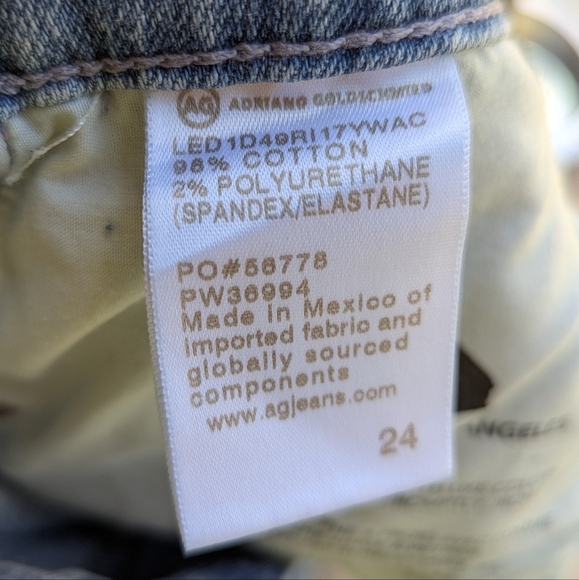 AG ADRIANO GOLDSCHMIED
LED1D49RI17YWAC
98% COTTON
2% POLYURETHANE
(SPANDEX/ELASTANE)
PO#56778
PW36994
Made in Mexico of
imported fabric and
globally sourced
components
www.agjeans.com
24
ANGELES